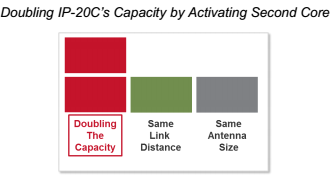 Doubling IP-20C's Capacity by Activating Second Core
Doubling
The
Capacity
Same
Link
Distance
Same
Antenna
Size